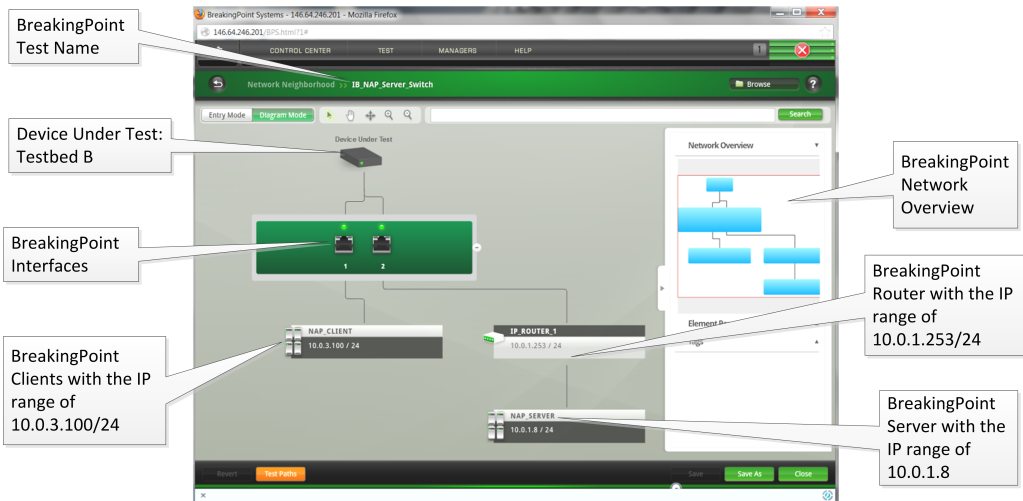 BreakingPoint Systems - 146.64.246.201 - Mozilla Firefox
146.64.246.201/BPS.html?1#
CONTROL CENTER TEST MANAGERS HELP 1
Network Neighborhood >> IB_NAP_Server_Switch
Browse ?
Entry Mode Diagram Mode Search
BreakingPoint
Test Name
Device Under Test:
Testbed B
Device Under Test
Network Overview
BreakingPoint
Network
Overview
BreakingPoint
Interfaces
1 2
BreakingPoint
Router with the IP
range of
10.0.1.253/24
NAP_CLIENT
10.0.3.100 / 24
IP_ROUTER_1
10.0.1.253 / 24
Element
BreakingPoint
Clients with the IP
range of
10.0.3.100/24
NAP_SERVER
10.0.1.8 / 24
BreakingPoint
Server with the
IP range of
10.0.1.8
Revert Test Paths Save Save As Close
×